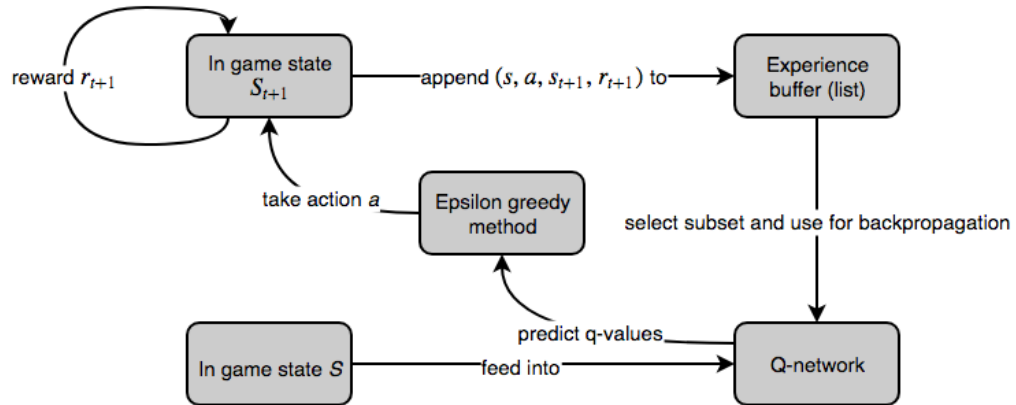 reward r_{t+1}
In game state
S_{t+1}
append (s, a, s_{t+1}, r_{t+1}) to
Experience
buffer (list)
take action a
Epsilon greedy
method
select subset and use for backpropagation
predict q-values
In game state S
feed into
Q-network